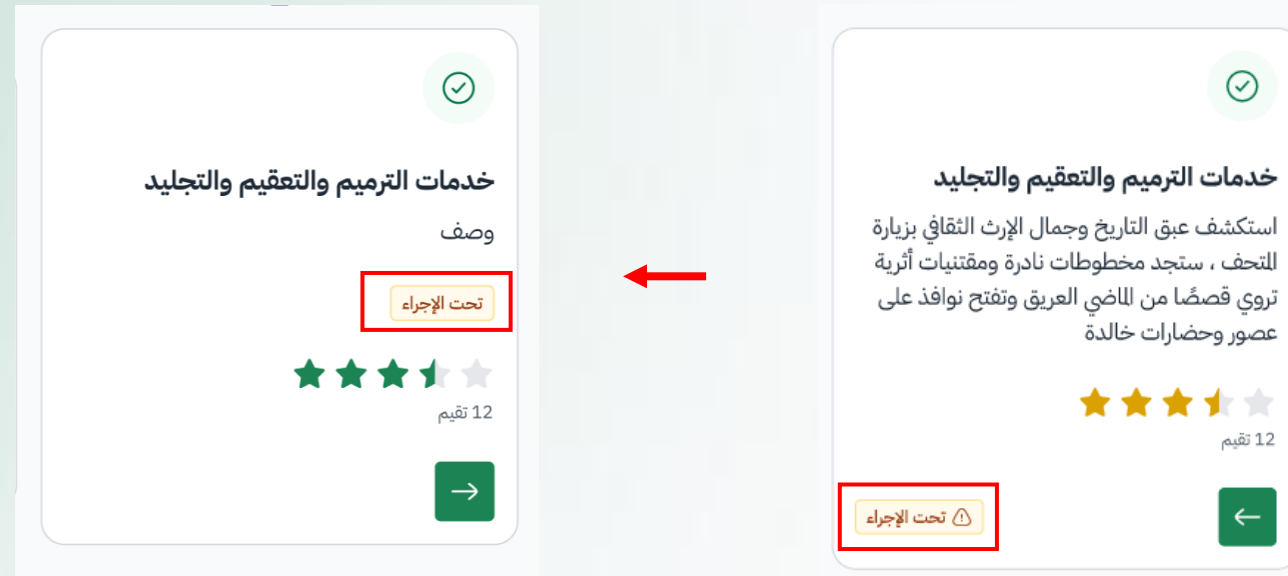 خدمات الترميم والتعقيم والتجليد
استكشف عبق التاريخ وجمال الإرث الثقافي بزيارة
المتحف ، ستجد مخطوطات نادرة ومقتنيات أثرية
تروي قصصًا من الماضي العريق وتفتح نوافذ على
عصور وحضارات خالدة
12 تقيم
تحت الإجراء
خدمات الترميم والتعقيم والتجليد
وصف
تحت الإجراء
12 تقيم